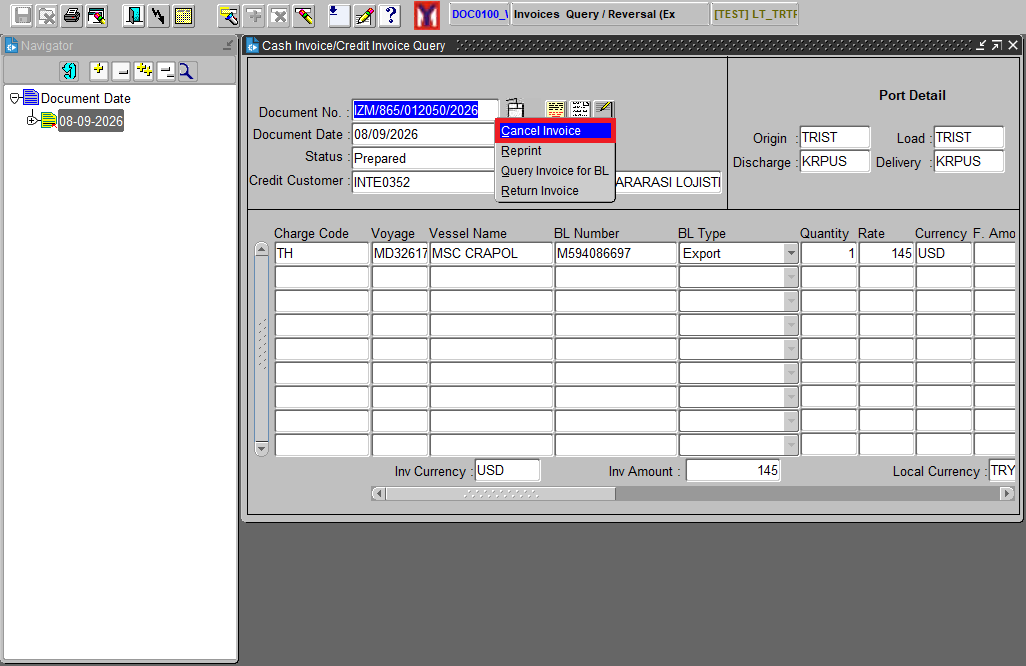 DOC0100_ Invoices Query / Reversal (Ex [TEST] LT_TRTF
Navigator
Document Date
08-09-2026
Cash Invoice/Credit Invoice Query
Document No. : IZM/865/012050/2026
Document Date : 08/09/2026
Status : Prepared
Credit Customer : INTE0352 ARARASI LOJISTI
Cancel Invoice
Reprint
Query Invoice for BL
Return Invoice
Port Detail
Origin : TRIST Load : TRIST
Discharge : KRPUS Delivery : KRPUS
Charge Code Voyage Vessel Name BL Number BL Type Quantity Rate Currency F. Amo
TH MD32617 MSC CRAPOL M594086697 Export 1 145 USD
Inv Currency : USD Inv Amount : 145 Local Currency : TRY